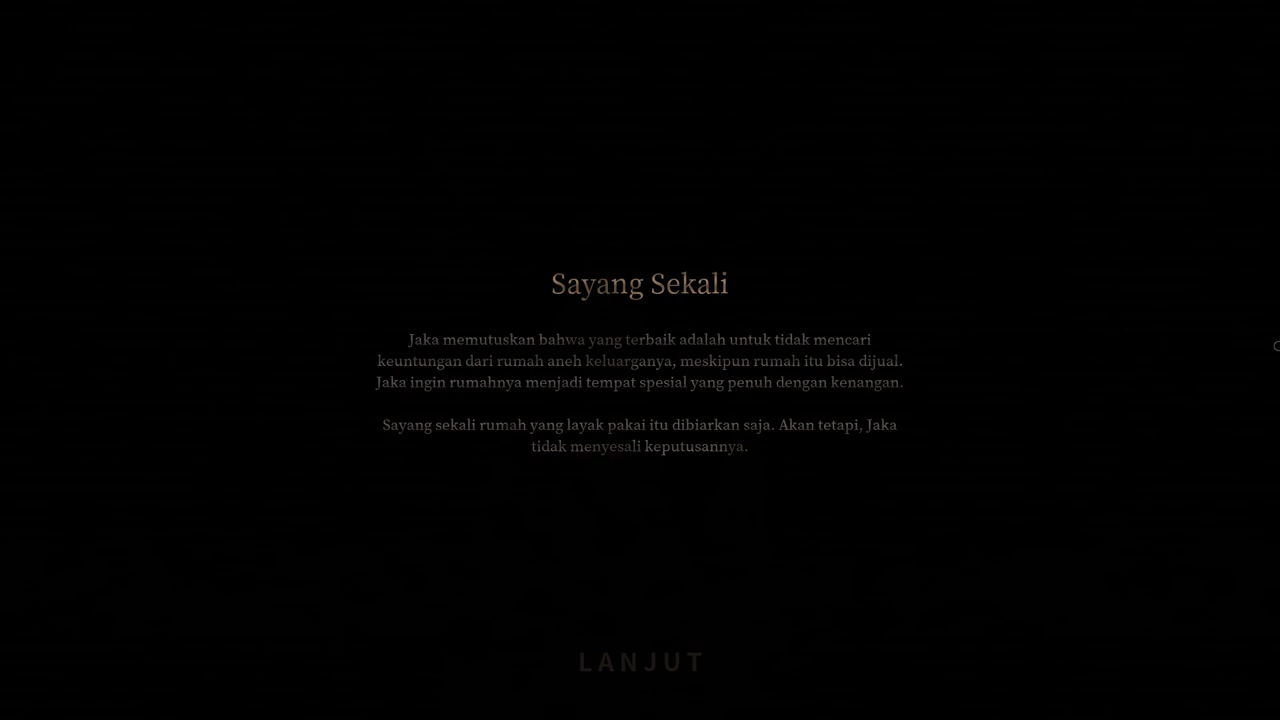 Sayang Sekali
Jaka memutuskan bahwa yang terbaik adalah untuk tidak mencari
keuntungan dari rumah aneh keluarganya, meskipun rumah itu bisa dijual.
Jaka ingin rumahnya menjadi tempat spesial yang penuh dengan kenangan.
Sayang sekali rumah yang layak pakai itu dibiarkan saja. Akan tetapi, Jaka
tidak menyesali keputusannya.
LANJUT